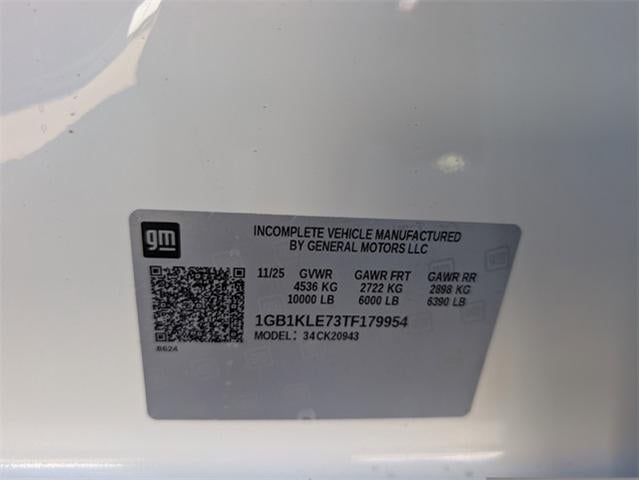 gm
INCOMPLETE VEHICLE MANUFACTURED
BY GENERAL MOTORS LLC
11/25 GVWR GAWR FRT GAWR RR
4536 KG 2722 KG 2898 KG
10000 LB 6000 LB 6390 LB
1GB1KLE73TF179954
MODEL: 34CK20943
B624